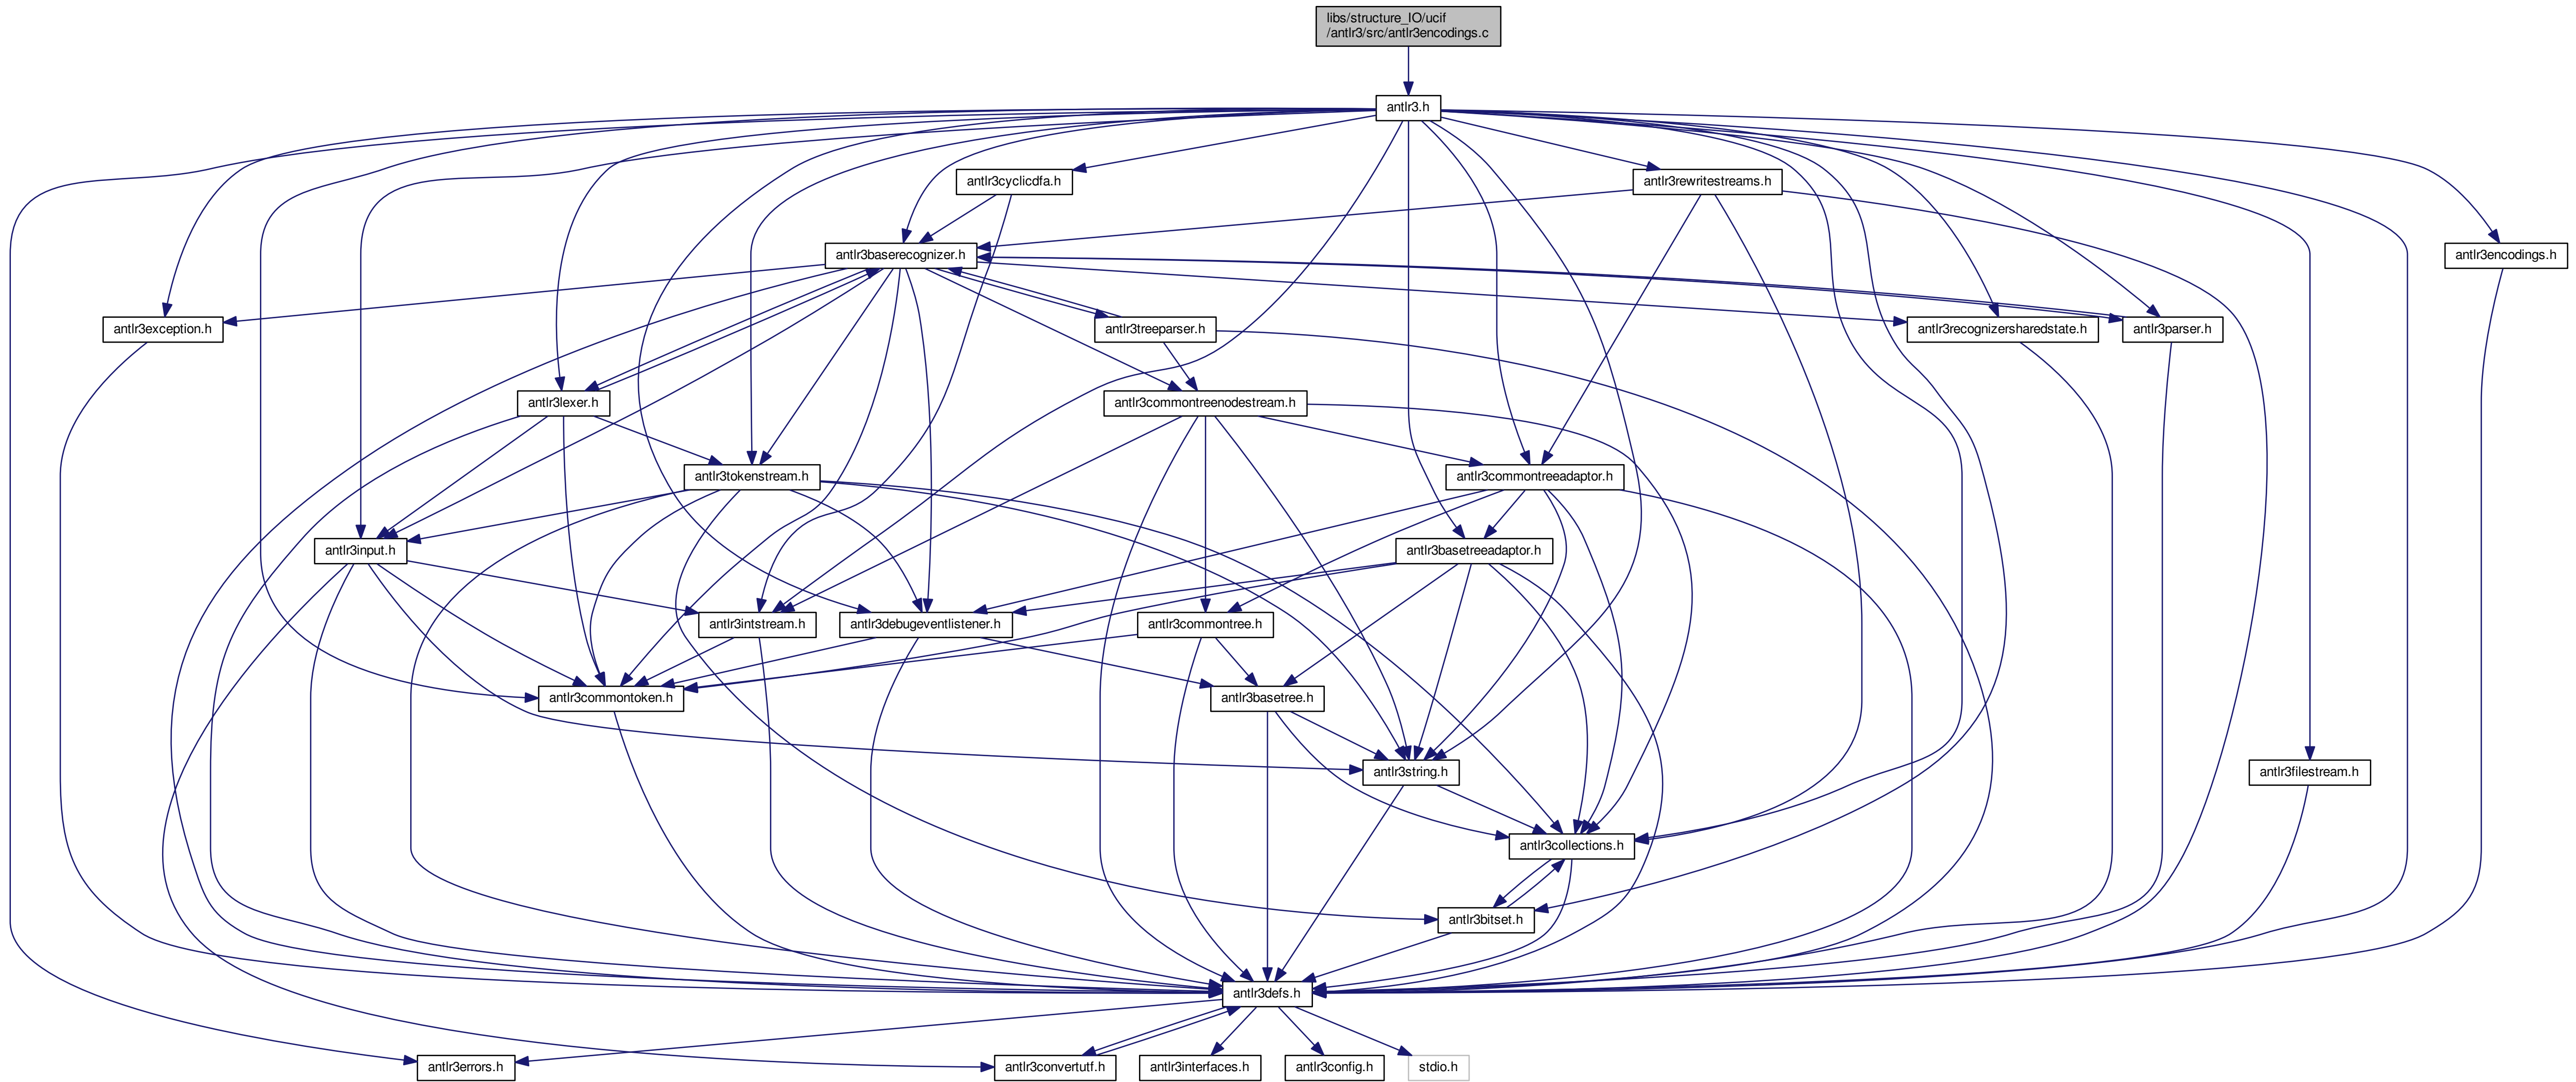 libs/structure_IO/ucif
/antlr3/src/antlr3encodings.c
antlr3.h
antlr3cyclicdfa.h
antlr3rewritestreams.h
antlr3baserecognizer.h
antlr3encodings.h
antlr3exception.h
antlr3treeparser.h
antlr3recognizersharedstate.h
antlr3parser.h
antlr3lexer.h
antlr3commontreenodestream.h
antlr3tokenstream.h
antlr3commontreeadaptor.h
antlr3input.h
antlr3basetreeadaptor.h
antlr3intstream.h
antlr3debugeventlistener.h
antlr3commontree.h
antlr3commontoken.h
antlr3basetree.h
antlr3string.h
antlr3filestream.h
antlr3collections.h
antlr3bitset.h
antlr3defs.h
antlr3errors.h
antlr3convertutf.h
antlr3interfaces.h
antlr3config.h
stdio.h